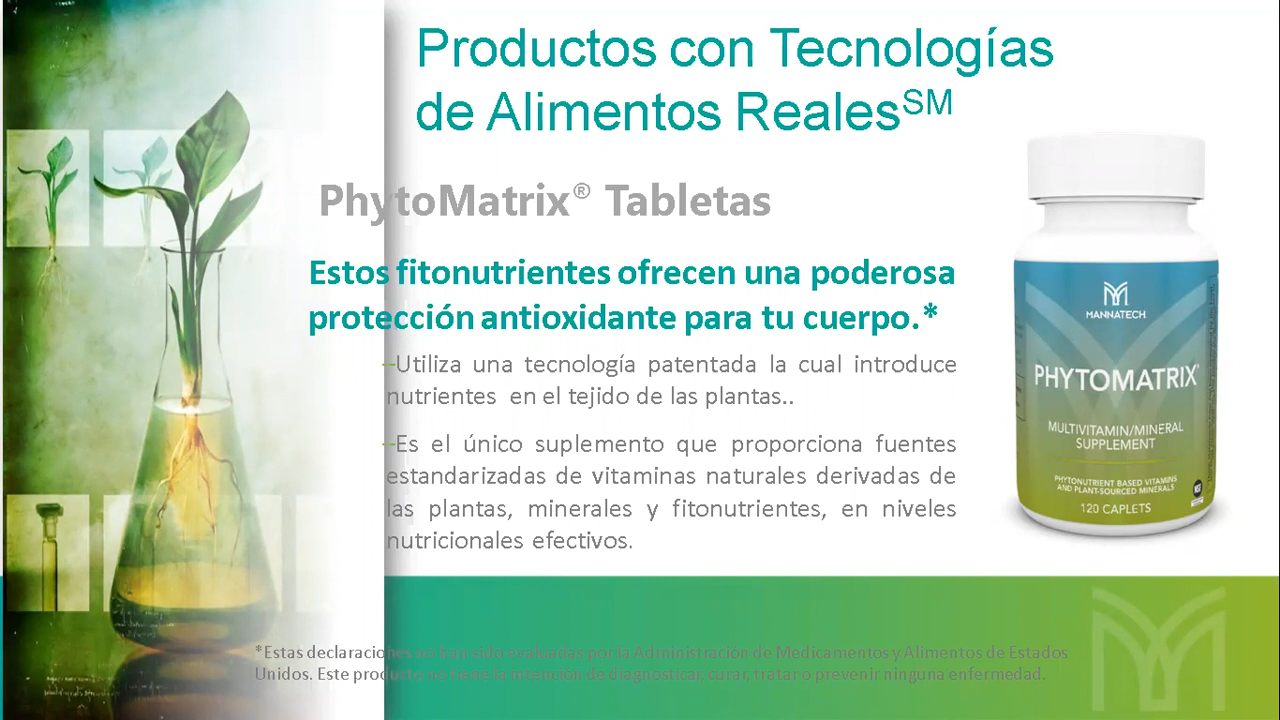 Productos con Tecnologías
de Alimentos Reales℠
PhytoMatrix® Tabletas
Estos fitonutrientes ofrecen una poderosa
protección antioxidante para tu cuerpo.*
–Utiliza una tecnología patentada la cual introduce
nutrientes en el tejido de las plantas..
–Es el único suplemento que proporciona fuentes
estandarizadas de vitaminas naturales derivadas de
las plantas, minerales y fitonutrientes, en niveles
nutricionales efectivos.
MANNATECH
PHYTOMATRIX®
MULTIVITAMIN/MINERAL
SUPPLEMENT
PHYTONUTRIENT BASED VITAMINS
AND PLANT-SOURCED MINERALS
NSF
120 CAPLETS
*Estas declaraciones no han sido evaluadas por la Administración de Medicamentos y Alimentos de Estados
Unidos. Este producto no tiene la intención de diagnosticar, curar, tratar o prevenir ninguna enfermedad.